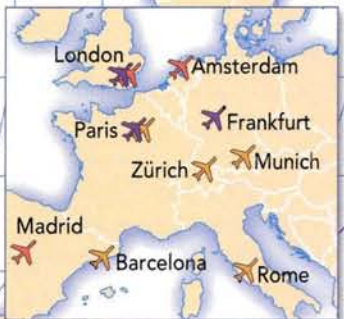 London
Amsterdam
Paris
Frankfurt
Zürich
Munich
Madrid
Barcelona
Rome